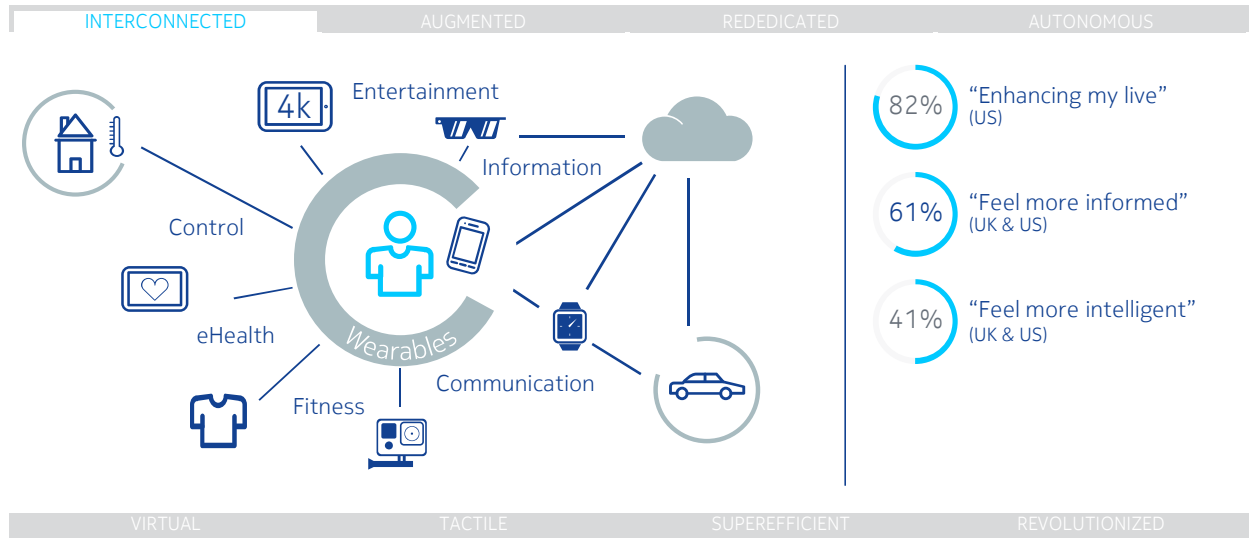 INTERCONNECTED
AUGMENTED
REDEDICATED
AUTONOMOUS
4k
Entertainment
Information
Control
eHealth
Fitness
Wearables
Communication
82%
“Enhancing my live”
(US)
61%
“Feel more informed”
(UK & US)
41%
“Feel more intelligent”
(UK & US)
VIRTUAL
TACTILE
SUPEREFFICIENT
REVOLUTIONIZED